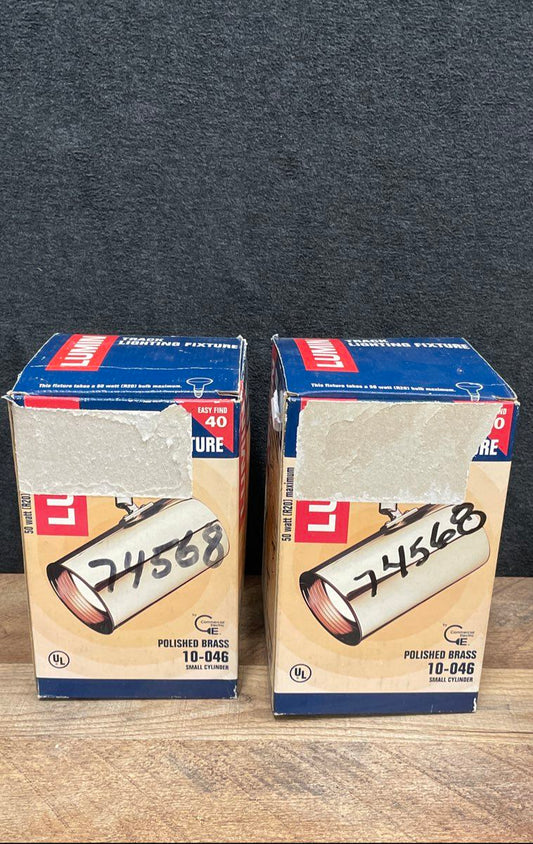 LUMIN
TRACK
LIGHTING FIXTURE
This fixture takes a 50 watt (R20) bulb maximum.
EASY FIND
40
TURE
50 watt (R20)
LU
74568
by
Commercial
Electric
CE.
POLISHED BRASS
10-046
SMALL CYLINDER
UL
LUMIN
TRACK
LIGHTING FIXTURE
This fixture takes a 50 watt (R20) bulb maximum.
FIND
0
URE
50 watt (R20) maximum
LU
74568
by
Commercial
Electric
CE.
POLISHED BRASS
10-046
SMALL CYLINDER
UL